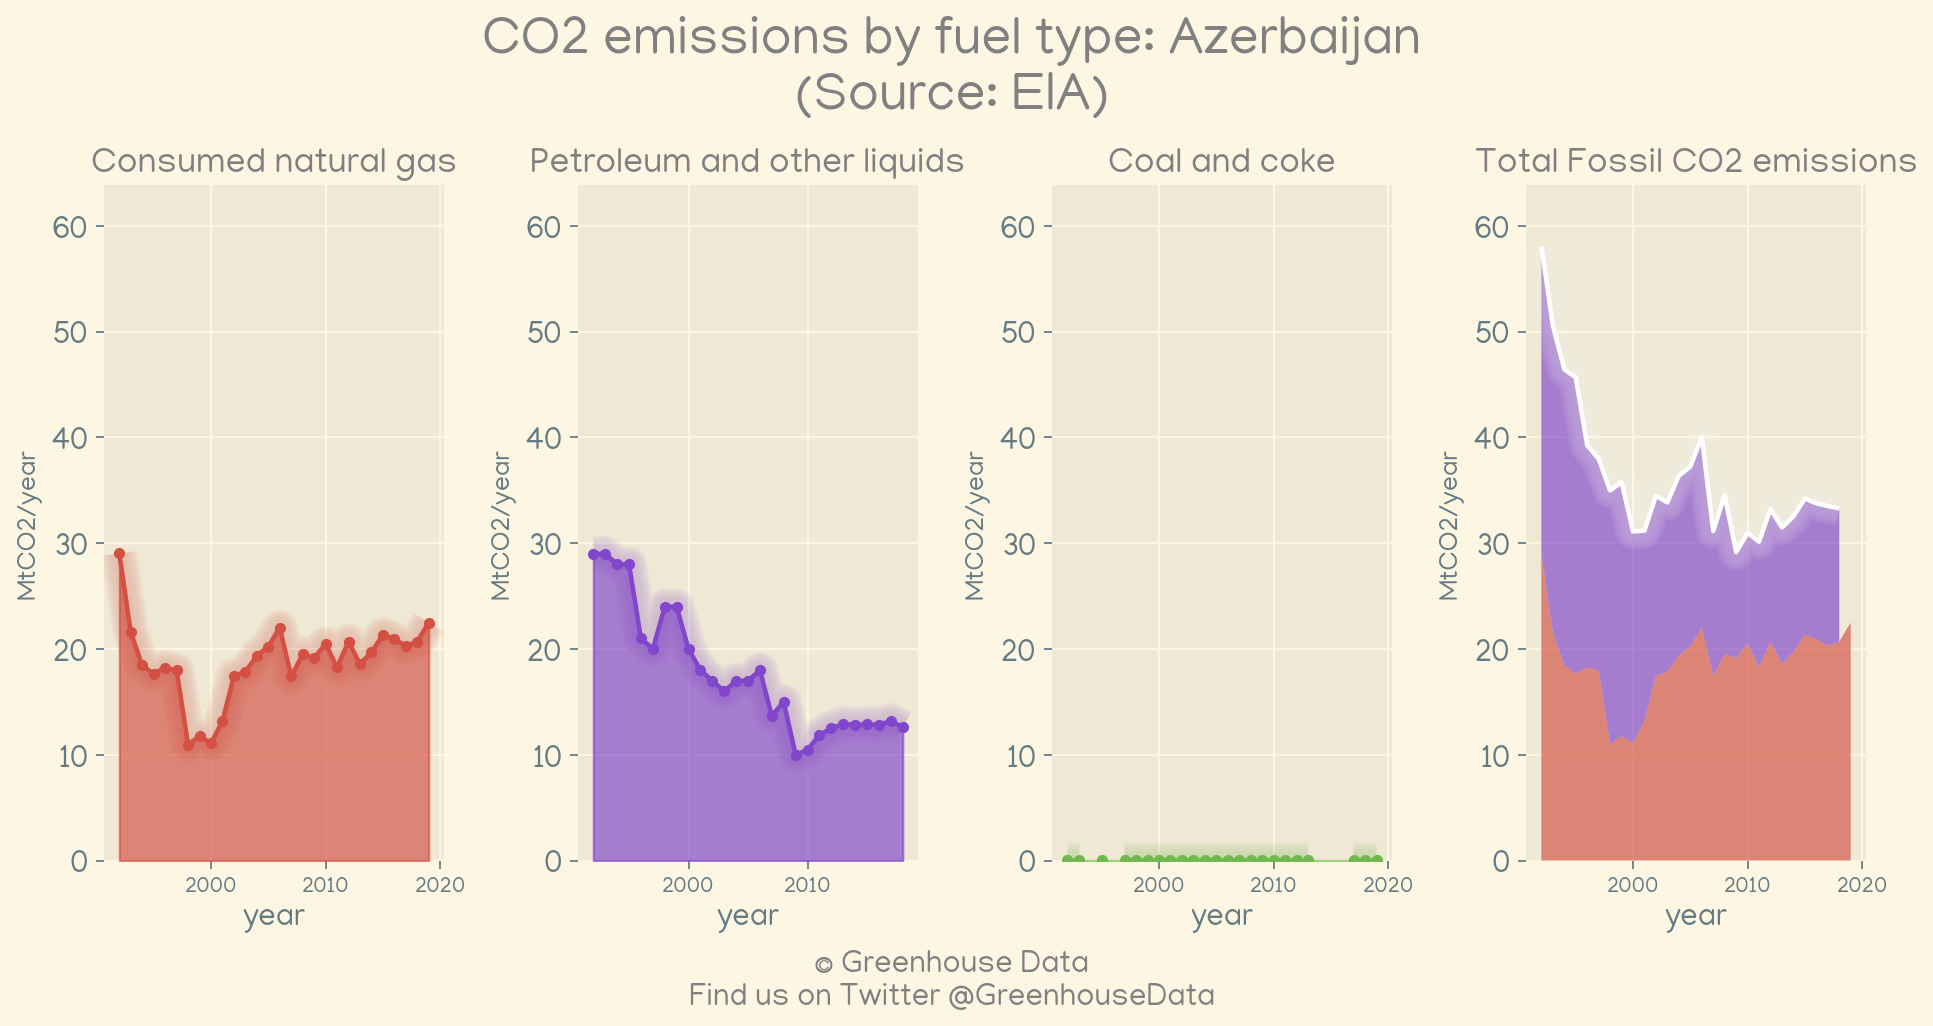 CO2 emissions by fuel type: Azerbaijan
(Source: EIA)
Consumed natural gas
Petroleum and other liquids
Coal and coke
Total Fossil CO2 emissions
60
50
40
30
20
10
0
MtCO2/year
2000
2010
2020
year
60
50
40
30
20
10
0
MtCO2/year
2000
2010
year
60
50
40
30
20
10
0
MtCO2/year
2000
2010
2020
year
60
50
40
30
20
10
0
MtCO2/year
2000
2010
2020
year
© Greenhouse Data
Find us on Twitter @GreenhouseData